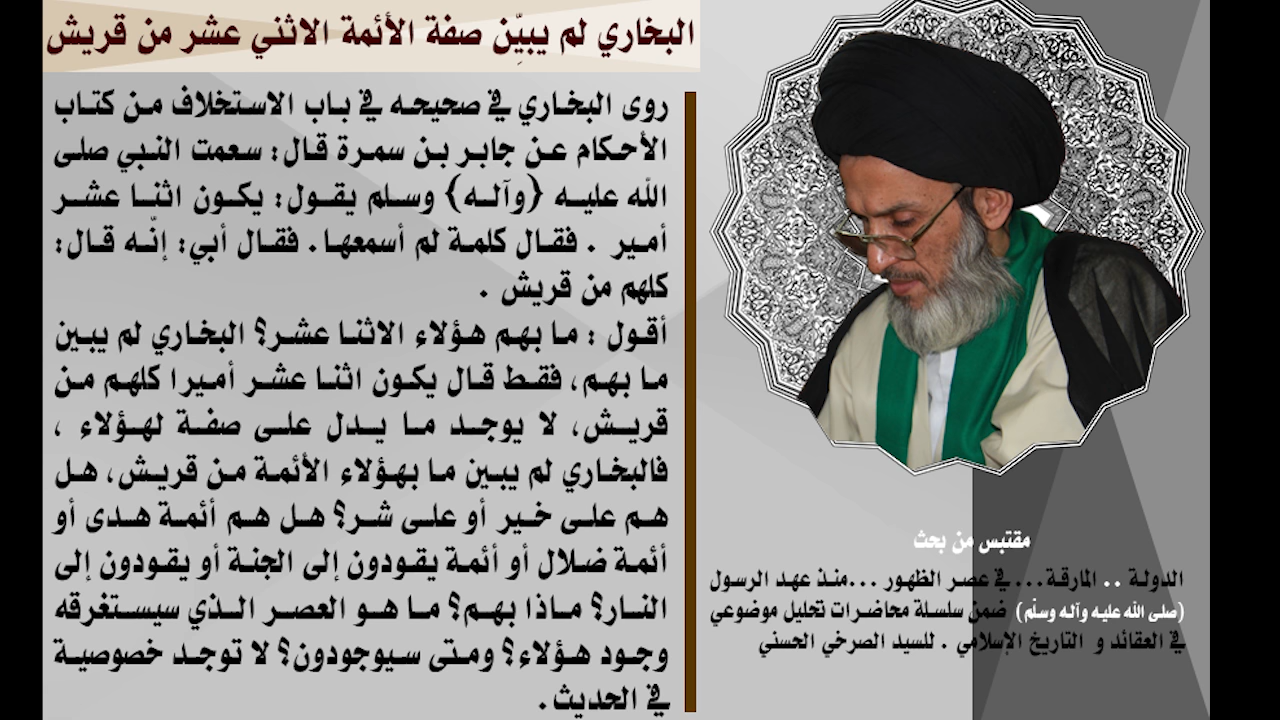 البخاري لم يبيِّن صفة الأئمة الاثني عشر من قريش
روى البخاري في صحيحه في باب الاستخلاف من كتاب
الأحكام عن جابر بن سمرة قال: سعمت النبي صلى
الله عليه (وآله) وسلم يقول: يكون اثنا عشر
أمير . فقال كلمة لم أسمعها. فقال أبي: إنّه قال:
كلهم من قريش .
أقول : ما بهم هؤلاء الاثنا عشر؟ البخاري لم يبين
ما بهم، فقط قال يكون اثنا عشر أميرا كلهم من
قريش، لا يوجد ما يدل على صفة لهؤلاء ،
فالبخاري لم يبين ما بهؤلاء الأئمة من قريش، هل
هم على خير أو على شر؟ هل هم أئمة هدى أو
أئمة ضلال أو أئمة يقودون إلى الجنة أو يقودون إلى
النار؟ ماذا بهم؟ ما هو العصر الذي سيستغرقه
وجود هؤلاء؟ ومتى سيوجودون؟ لا توجد خصوصية
في الحديث.
مقتبس من بحث
الدولة .. المارقة... في عصر الظهور ...منذ عهد الرسول
(صلى الله عليه وآله وسلّم) ضمن سلسلة محاضرات تحليل موضوعي
في العقائد و التاريخ الإسلامي . للسيد الصرخي الحسني